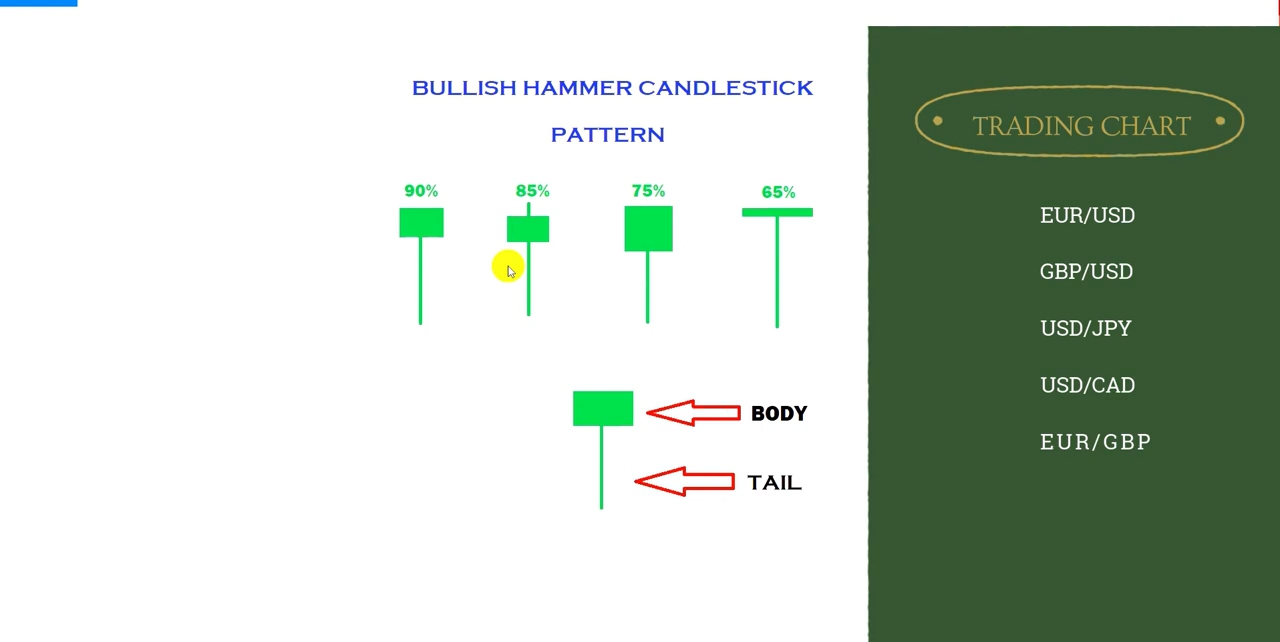 BULLISH HAMMER CANDLESTICK
PATTERN
90% 85% 75% 65%
BODY
TAIL
TRADING CHART
EUR/USD
GBP/USD
USD/JPY
USD/CAD
EUR/GBP